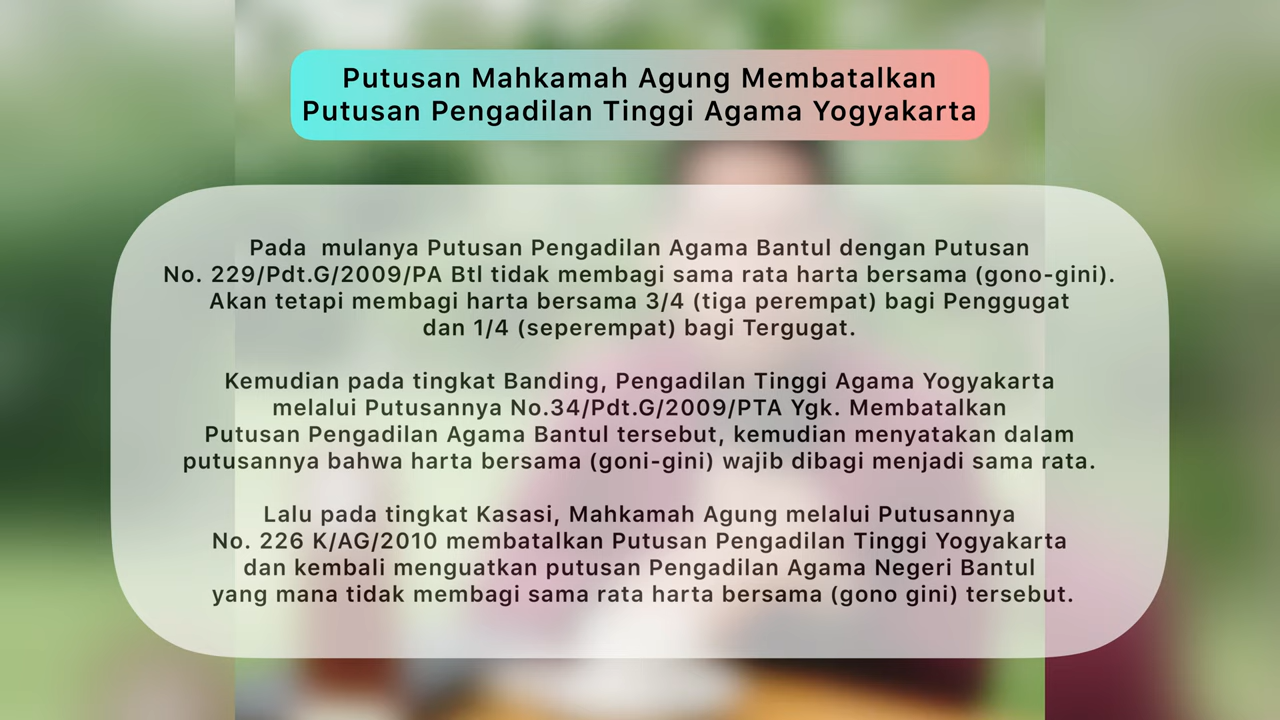 Putusan Mahkamah Agung Membatalkan
Putusan Pengadilan Tinggi Agama Yogyakarta
Pada  mulanya Putusan Pengadilan Agama Bantul dengan Putusan
No. 229/Pdt.G/2009/PA Btl tidak membagi sama rata harta bersama (gono-gini).
Akan tetapi membagi harta bersama 3/4 (tiga perempat) bagi Penggugat
dan 1/4 (seperempat) bagi Tergugat.
Kemudian pada tingkat Banding, Pengadilan Tinggi Agama Yogyakarta
melalui Putusannya No.34/Pdt.G/2009/PTA Ygk. Membatalkan
Putusan Pengadilan Agama Bantul tersebut, kemudian menyatakan dalam
putusannya bahwa harta bersama (goni-gini) wajib dibagi menjadi sama rata.
Lalu pada tingkat Kasasi, Mahkamah Agung melalui Putusannya
No. 226 K/AG/2010 membatalkan Putusan Pengadilan Tinggi Yogyakarta
dan kembali menguatkan putusan Pengadilan Agama Negeri Bantul
yang mana tidak membagi sama rata harta bersama (gono gini) tersebut.